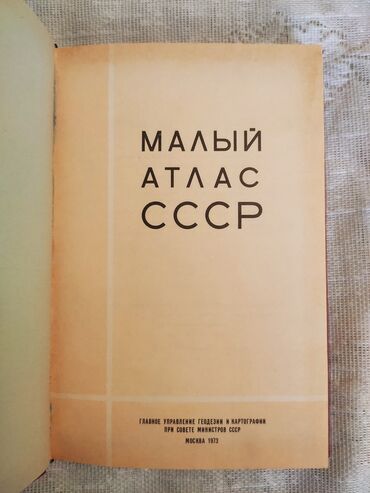 МАЛЫЙ
АТЛАС
СССР
ГЛАВНОЕ УПРАВЛЕНИЕ ГЕОДЕЗИИ И КАРТОГРАФИИ
ПРИ СОВЕТЕ МИНИСТРОВ СССР
МОСКВА 1973